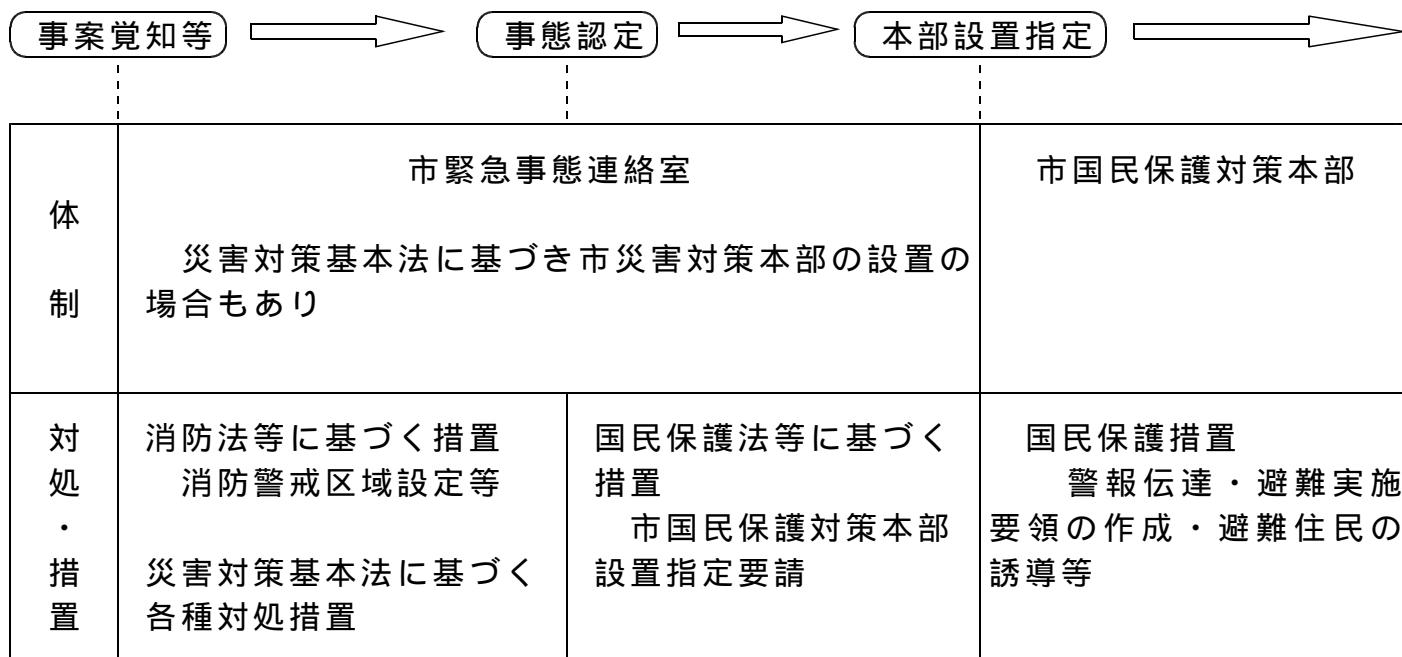 事案覚知等 事態認定 本部設置指定
体制
市緊急事態連絡室
災害対策基本法に基づき市災害対策本部の設置の
場合もあり
市国民保護対策本部
対処・措置
消防法等に基づく措置
消防警戒区域設定等
災害対策基本法に基づく
各種対処措置
国民保護法等に基づく
措置
市国民保護対策本部
設置指定要請
国民保護措置
警報伝達・避難実施
要領の作成・避難住民の
誘導等